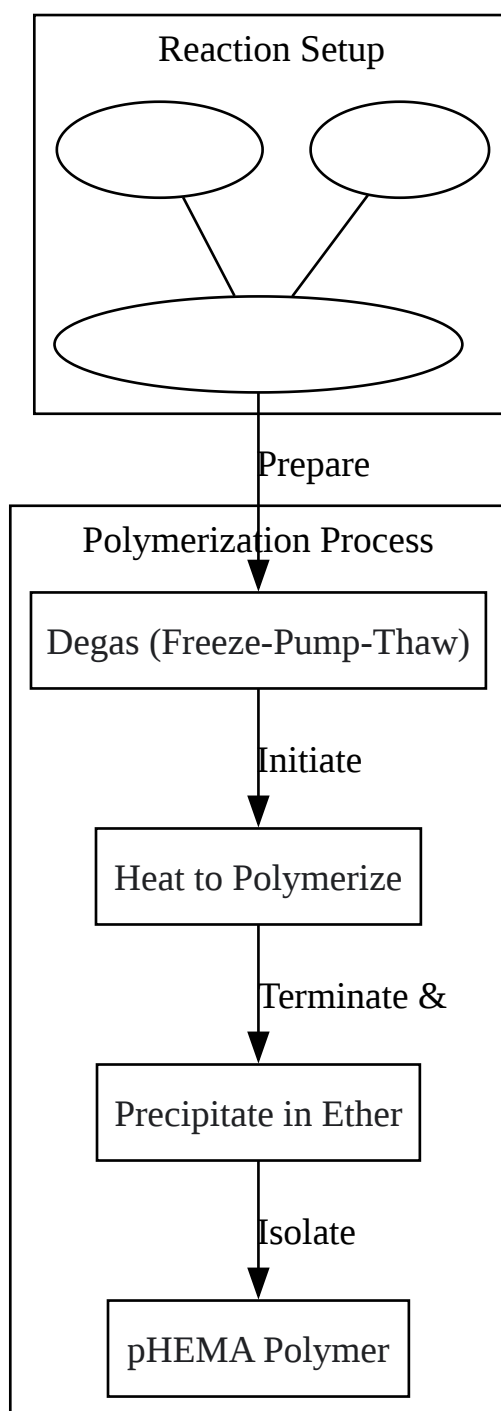 Reaction Setup
Prepare
Polymerization Process
Degas (Freeze-Pump-Thaw)
Initiate
Heat to Polymerize
Terminate &
Precipitate in Ether
Isolate
pHEMA Polymer